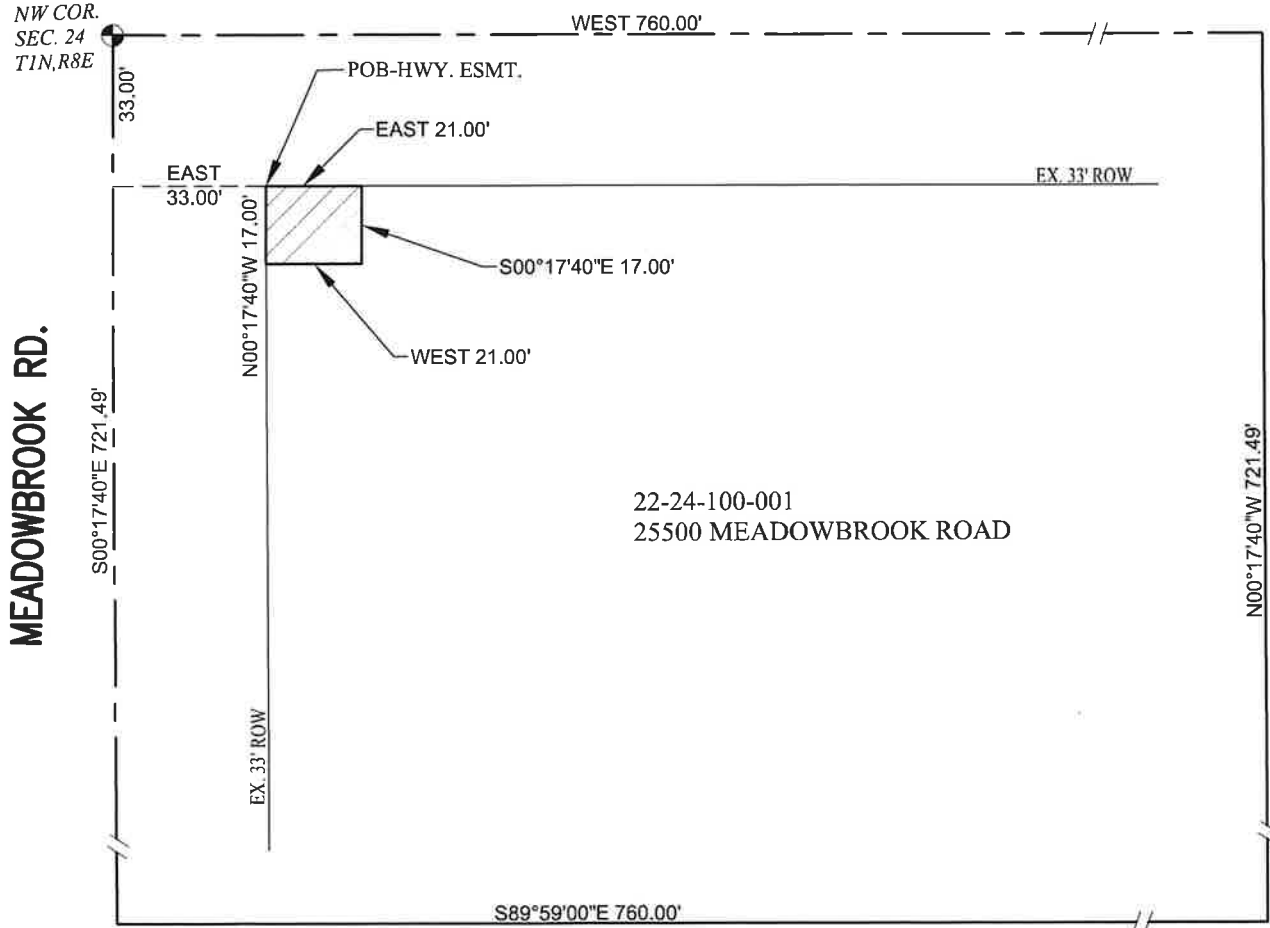 NW COR.
SEC. 24
T1N,R8E
WEST 760.00'
33.00'
POB-HWY. ESMT.
EAST 21.00'
EAST
33.00'
EX. 33' ROW
N00°17'40"W 17.00'
S00°17'40"E 17.00'
WEST 21.00'
MEADOWBROOK RD.
S00°17'40"E 721.49'
22-24-100-001
25500 MEADOWBROOK ROAD
N00°17'40"W 721.49'
EX. 33' ROW
S89°59'00"E 760.00'